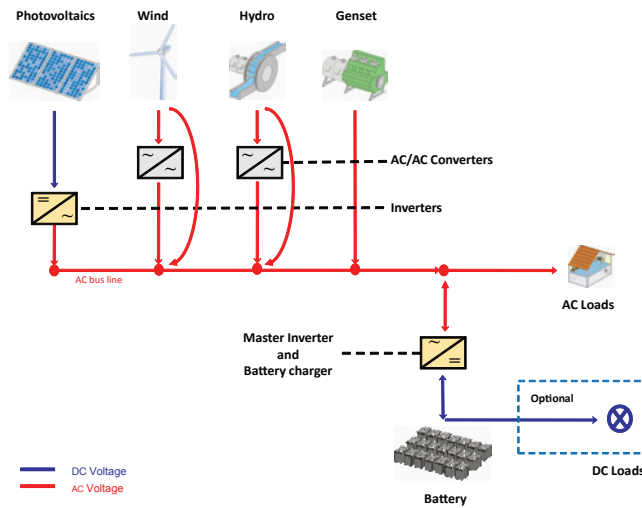 Photovoltaics
Wind
Hydro
Genset
AC/AC Converters
Inverters
AC bus line
AC Loads
Master Inverter
and
Battery charger
Optional
DC Loads
Battery
DC Voltage
AC Voltage